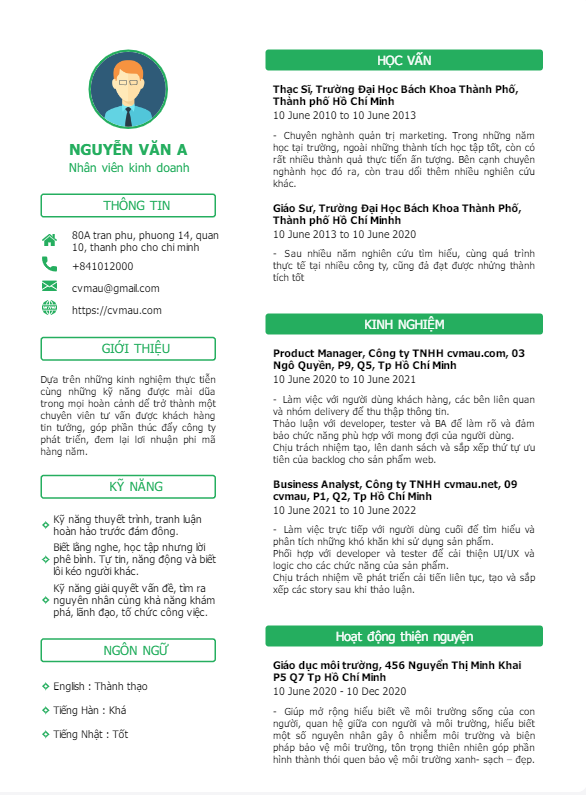 NGUYỄN VĂN A
Nhân viên kinh doanh
THÔNG TIN
80A tran phu, phuong 14, quan
10, thanh pho cho chi minh
+841012000
cvmau@gmail.com
https://cvmau.com
GIỚI THIỆU
Dựa trên những kinh nghiệm thực tiễn
cùng những kỹ năng được mài dũa
trong mọi hoàn cảnh để trở thành một
chuyên viên tư vấn được khách hàng
tin tưởng, góp phần thúc đẩy công ty
phát triển, đem lại lơi nhuận phi mã
hàng năm.
KỸ NĂNG
Kỹ năng thuyết trình, tranh luận
hoàn hảo trước đám đông.
Biết lắng nghe, học tập nhưng lời
phê bình. Tự tin, năng động và biết
lôi kéo người khác.
Kỹ năng giải quyết vấn đề, tìm ra
nguyên nhân cùng khả năng khám
phá, lãnh đạo, tổ chức công việc.
NGÔN NGỮ
English : Thành thạo
Tiếng Hàn : Khá
Tiếng Nhật : Tốt
HỌC VẤN
Thạc Sĩ, Trường Đại Học Bách Khoa Thành Phố,
Thành phố Hồ Chí Minh
10 June 2010 to 10 June 2013
- Chuyên nghành quản trị marketing. Trong những năm
học tại trường, ngoài những thành tích học tập tốt, còn có
rất nhiều thành quả thực tiễn ấn tượng. Bên cạnh chuyên
nghành học đó ra, còn trau dồi thêm nhiều nghiên cứu
khác.
Giáo Sư, Trường Đại Học Bách Khoa Thành Phố,
Thành phố Hồ Chí Minhh
10 June 2013 to 10 June 2020
- Sau nhiều năm nghiên cứu tìm hiểu, cùng quá trình
thực tế tại nhiều công ty, cũng đã đạt được những thành
tích tốt
KINH NGHIỆM
Product Manager, Công ty TNHH cvmau.com, 03
Ngô Quyền, P9, Q5, Tp Hồ Chí Minh
10 June 2020 to 10 June 2021
- Làm việc với người dùng khách hàng, các bên liên quan
và nhóm delivery để thu thập thông tin.
Thảo luận với developer, tester và BA để làm rõ và đảm
bảo chức năng phù hợp với mong đợi của người dùng.
Chịu trách nhiệm tạo, lên danh sách và sắp xếp thứ tự ưu
tiên của backlog cho sản phẩm web.
Business Analyst, Công ty TNHH cvmau.net, 09
cvmau, P1, Q2, Tp Hồ Chí Minh
10 June 2021 to 10 June 2022
- Làm việc trực tiếp với người dùng cuối để tìm hiểu và
phân tích những khó khăn khi sử dụng sản phẩm.
Phối hợp với developer và tester để cải thiện UI/UX và
logic cho các chức năng của sản phẩm.
Chịu trách nhiệm về phát triển cải tiến liên tục, tạo và sắp
xếp các story sau khi thảo luận.
Hoạt động thiện nguyện
Giáo dục môi trường, 456 Nguyễn Thị Minh Khai
P5 Q7 Tp Hồ Chí Minh
10 June 2020 - 10 Dec 2020
- Giúp mở rộng hiểu biết về môi trường sống của con
người, quan hệ giữa con người và môi trường, hiểu biết
một số nguyên nhân gây ô nhiễm môi trường và biện
pháp bảo vệ môi trường, tôn trọng thiên nhiên góp phần
hình thành thói quen bảo vệ môi trường xanh- sạch – đẹp.